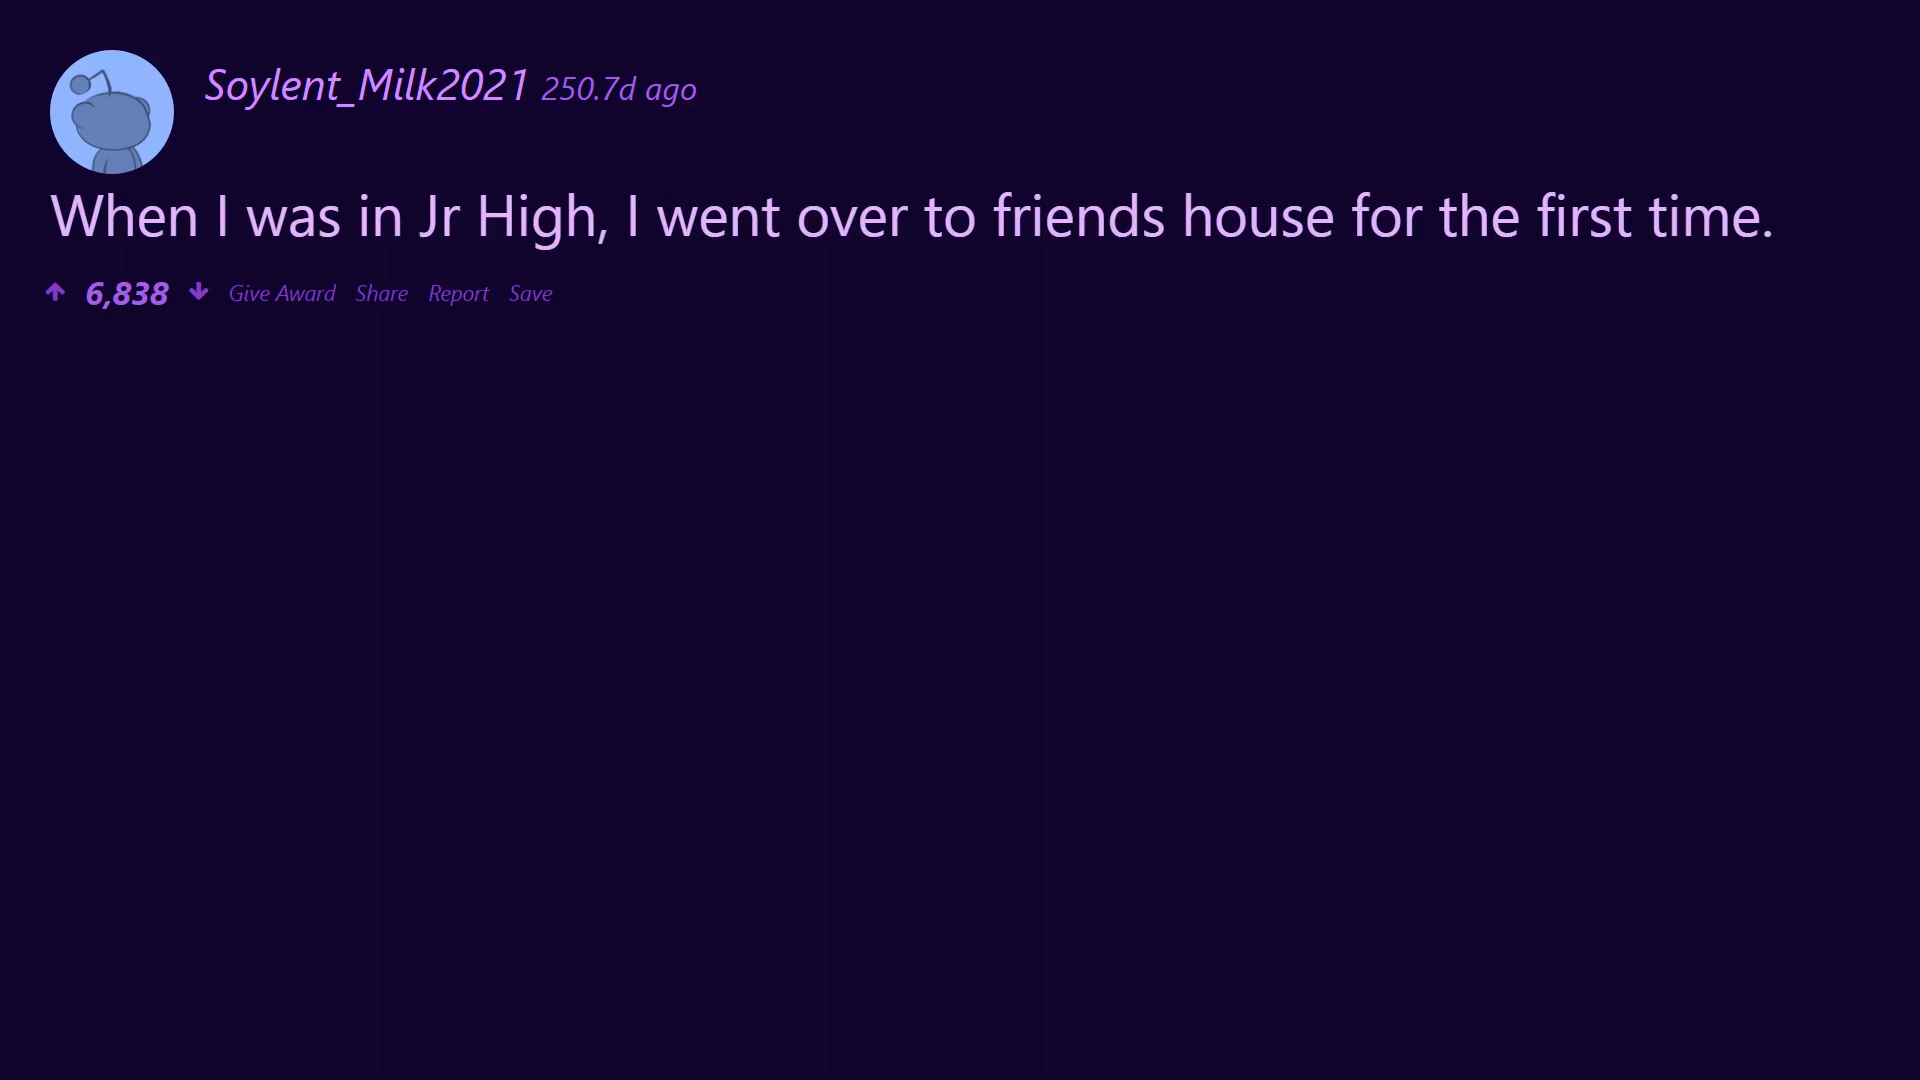 Soylent_Milk2021 250.7d ago
When I was in Jr High, I went over to friends house for the first time.
6,838 Give Award Share Report Save